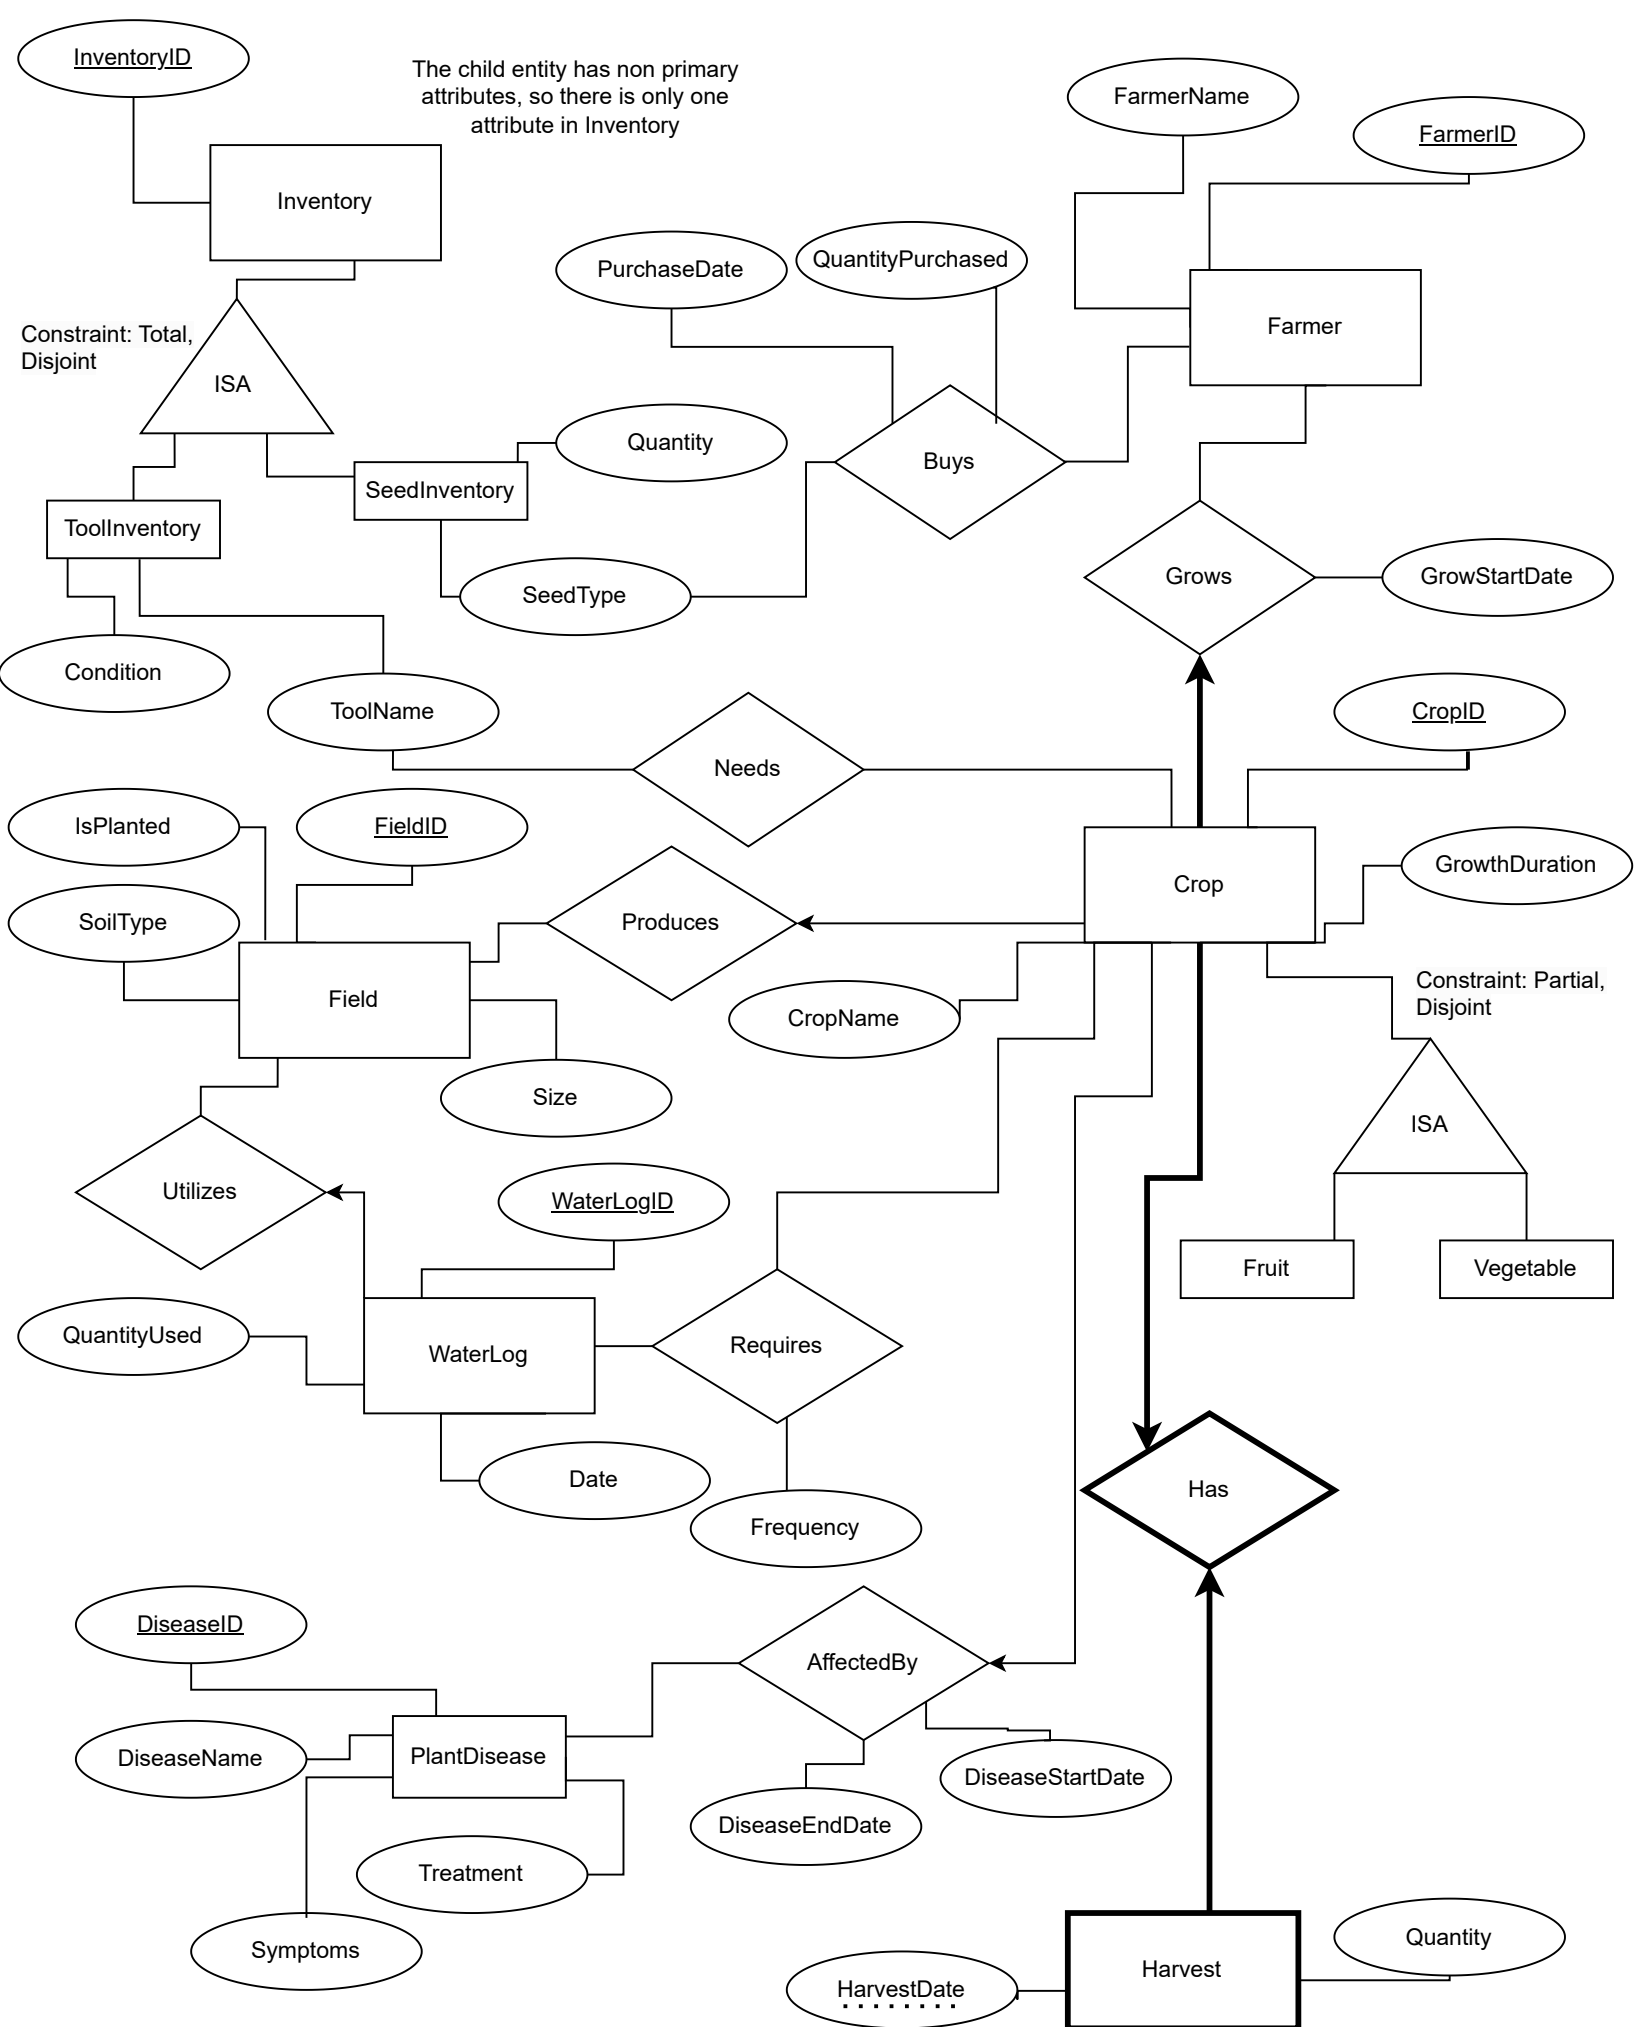 InventoryID
The child entity has non primary
attributes, so there is only one
attribute in Inventory
FarmerName
FarmerID
Inventory
PurchaseDate
QuantityPurchased
Farmer
Constraint: Total,
Disjoint
ISA
Quantity
Buys
SeedInventory
ToolInventory
SeedType
Grows
GrowStartDate
Condition
ToolName
Needs
CropID
IsPlanted
FieldID
GrowthDuration
Crop
SoilType
Produces
Field
CropName
Constraint: Partial,
Disjoint
Size
ISA
Utilizes
WaterLogID
Fruit
Vegetable
QuantityUsed
WaterLog
Requires
Date
Has
Frequency
DiseaseID
AffectedBy
DiseaseName
PlantDisease
DiseaseStartDate
DiseaseEndDate
Treatment
Symptoms
Quantity
HarvestDate
Harvest